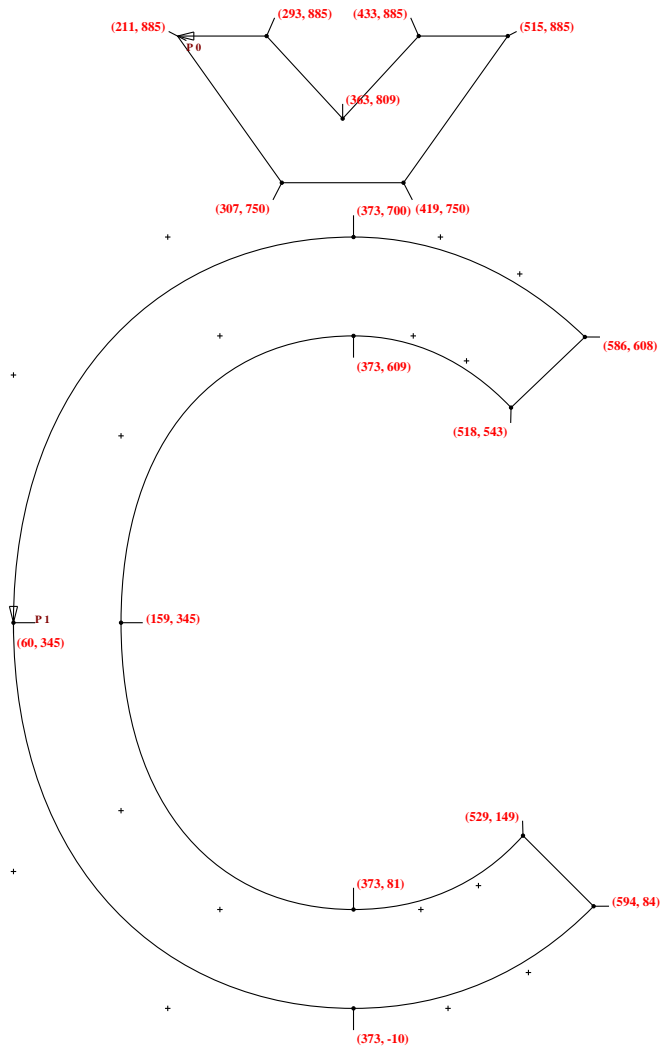 (211, 885) (293, 885) (433, 885) (515, 885)
P 0
(363, 809)
(307, 750) (419, 750)
(373, 700)
(586, 608)
(373, 609)
(518, 543)
P 1 (159, 345)
(60, 345)
(529, 149)
(373, 81)
(594, 84)
(373, -10)